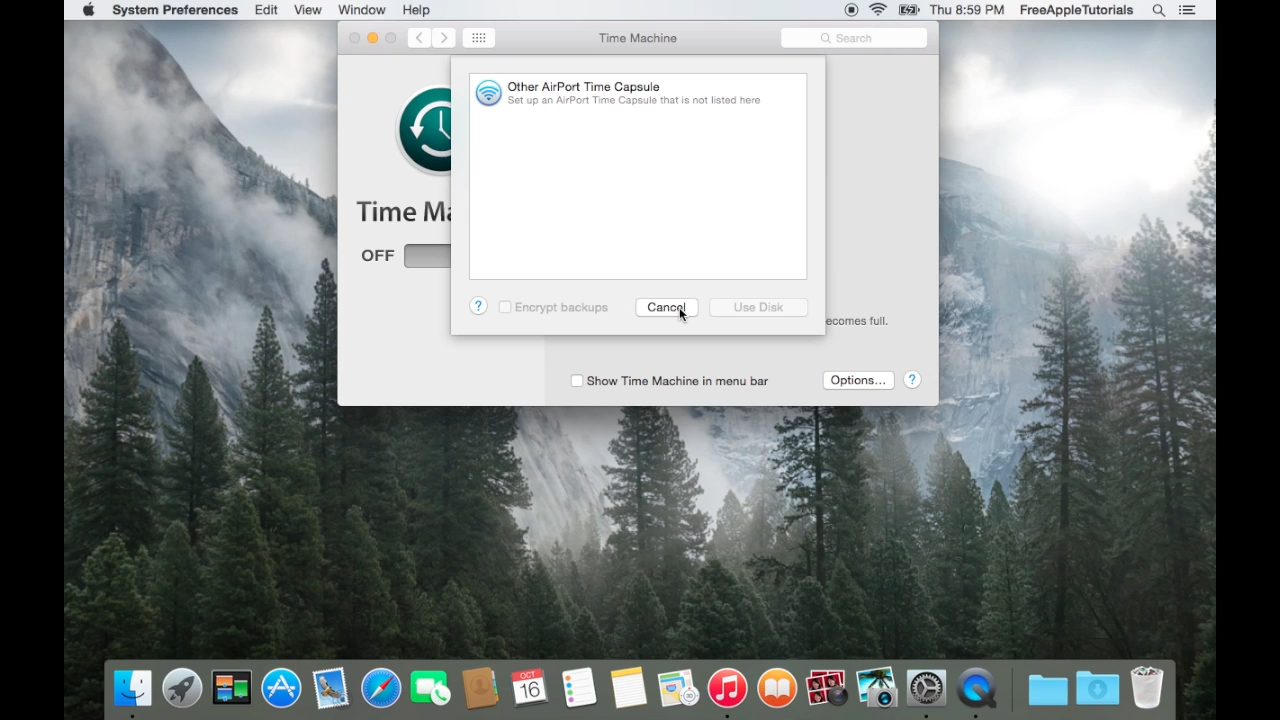 System Preferences Edit View Window Help Thu 8:59 PM FreeAppleTutorials
Time Machine Search
Other AirPort Time Capsule
Set up an AirPort Time Capsule that is not listed here
Time Ma
OFF
? Encrypt backups Cancel Use Disk
ecomes full.
Show Time Machine in menu bar Options... ?
OCT
16